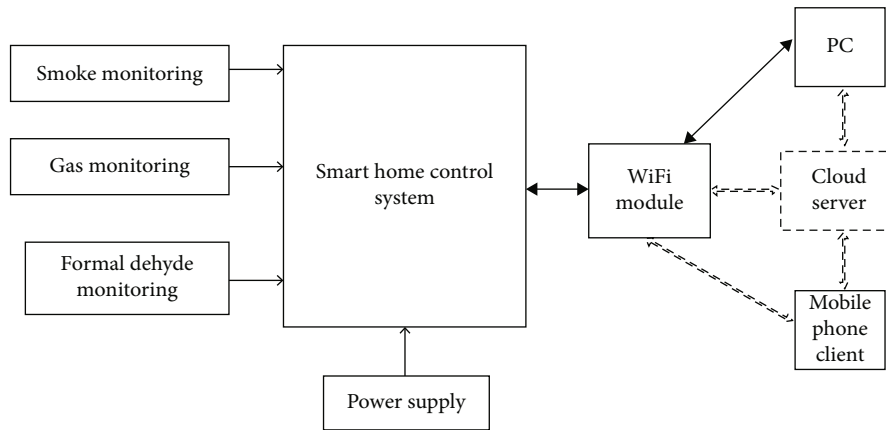 Smoke monitoring
Gas monitoring
Formal dehyde
monitoring
Smart home control
system
Power supply
WiFi
module
PC
Cloud
server
Mobile
phone
client